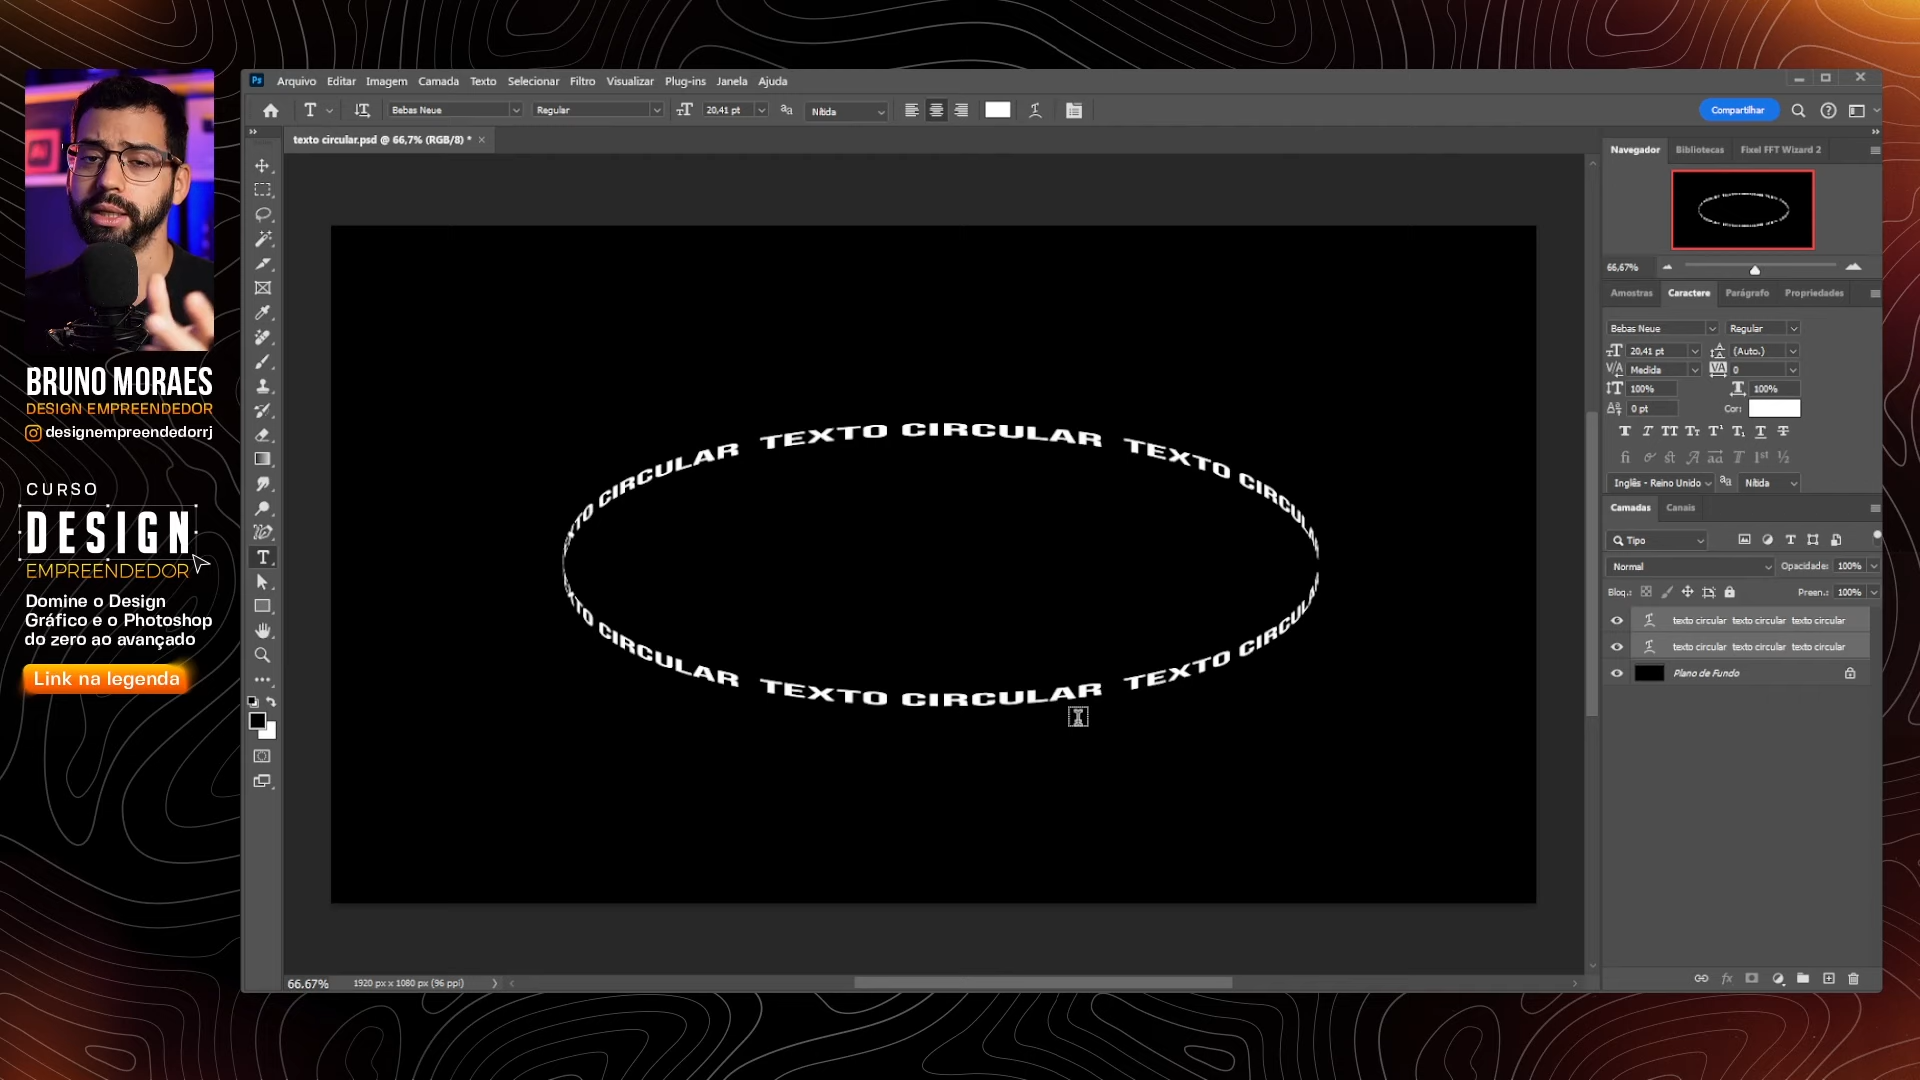 BRUNO MORAES
DESIGN EMPREENDEDOR
designempreendedorrj
CURSO
DESIGN
EMPREENDEDOR
Domine o Design
Gráfico e o Photoshop
do zero ao avançado
Link na legenda
Ps
Arquivo Editar Imagem Camada Texto Selecionar Filtro Visualizar Plug-ins Janela Ajuda
Bebas Neue Regular 20,41 pt Nítida Compartilhar
texto circular.psd @ 66,7% (RGB/8) *
TEXTO CIRCULAR TEXTO CIRCULAR TEXTO CIRCULAR
TEXTO CIRCULAR TEXTO CIRCULAR TEXTO CIRCULAR
66.67% 1920 px x 1080 px (96 ppi)
Navegador Bibliotecas Fixel FFT Wizard 2
66,67%
Amostras Caractere Parágrafo Propriedades
Bebas Neue Regular
20,41 pt (Auto.)
Medida 0
100% 100%
0 pt Cor:
Inglês - Reino Unido aa Nítida
Camadas Canais
Tipo
Normal Opacidade: 100%
Bloq.: Preen.: 100%
texto circular texto circular texto circular
texto circular texto circular texto circular
Plano de Fundo